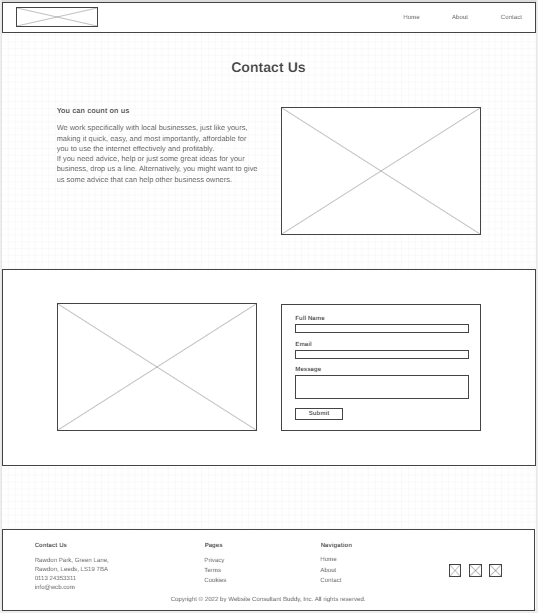 Home About Contact
Contact Us
You can count on us
We work specifically with local businesses, just like yours,
making it quick, easy, and most importantly, affordable for
you to use the internet effectively and profitably.
If you need advice, help or just some great ideas for your
business, drop us a line. Alternatively, you might want to give
us some advice that can help other business owners.
Full Name
Email
Message
Submit
Contact Us
Rawdon Park, Green Lane,
Rawdon, Leeds, LS19 7BA
0113 24353311
info@wcb.com
Pages
Privacy
Terms
Cookies
Navigation
Home
About
Contact
Copyright © 2022 by Website Consultant Buddy, Inc. All rights reserved.